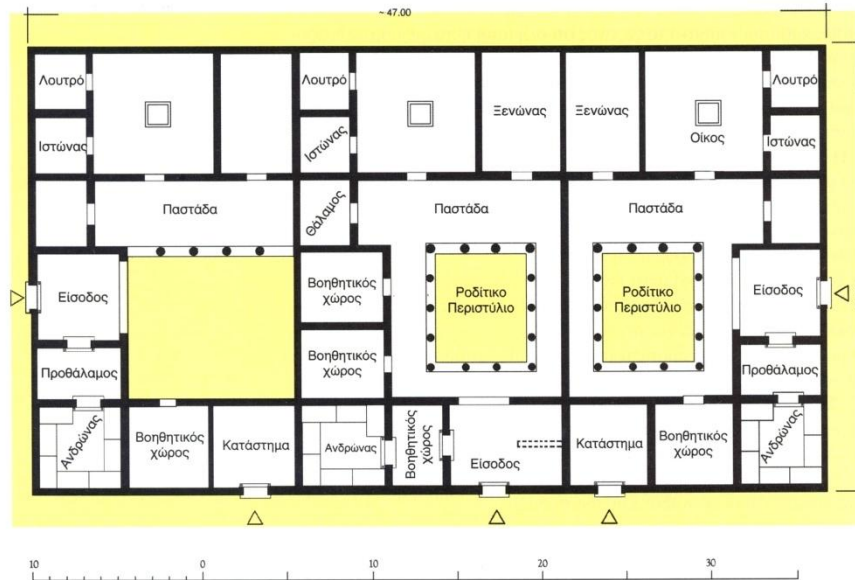 ~ 47.00
Λουτρό
Λουτρό
Λουτρό
Ξενώνας
Ξενώνας
Οίκος
Ιστώνας
Ιστώνας
Ιστώνας
Παστάδα
Θάλαμος
Παστάδα
Παστάδα
Είσοδος
Βοηθητικός
χώρος
Ροδίτικο
Περιστύλιο
Ροδίτικο
Περιστύλιο
Είσοδος
Βοηθητικός
χώρος
Προθάλαμος
Προθάλαμος
Ανδρώνας
Βοηθητικός
χώρος
Κατάστημα
Ανδρώνας
Βοηθητικός
χώρος
Είσοδος
Κατάστημα
Βοηθητικός
χώρος
Ανδρώνας
10 0 10 20 30